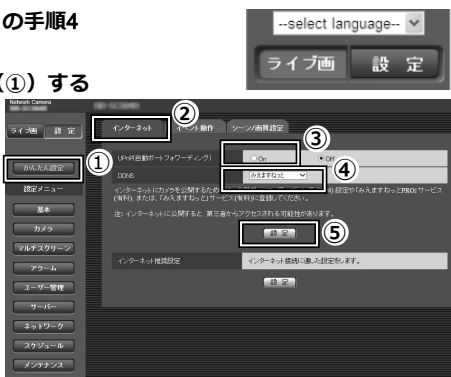 の手順4
--select language--
ライブ画 設 定
(①) する
Network Camera
ライブ画 設 定
②
インターネット イベント動作 シーン/画質設定
①
かんたん設定
③
UPnP(自動ポートフォワーディング) On Off
④
DDNS みえますねっと
設定メニュー
インターネットにカメラを公開するため
設定や「みえますねっとPRO」サービス
(有料)、または、「みえますねっと」サービス(有料)に登録してください。
基本
注: インターネットに公開すると、第三者からアクセスされる可能性があります。
カメラ
設 定 ⑤
マルチスクリーン
インターネット推奨設定 インターネット接続に適した設定をします。
アラーム
設 定
ユーザー管理
サーバー
ネットワーク
スケジュール
メンテナンス